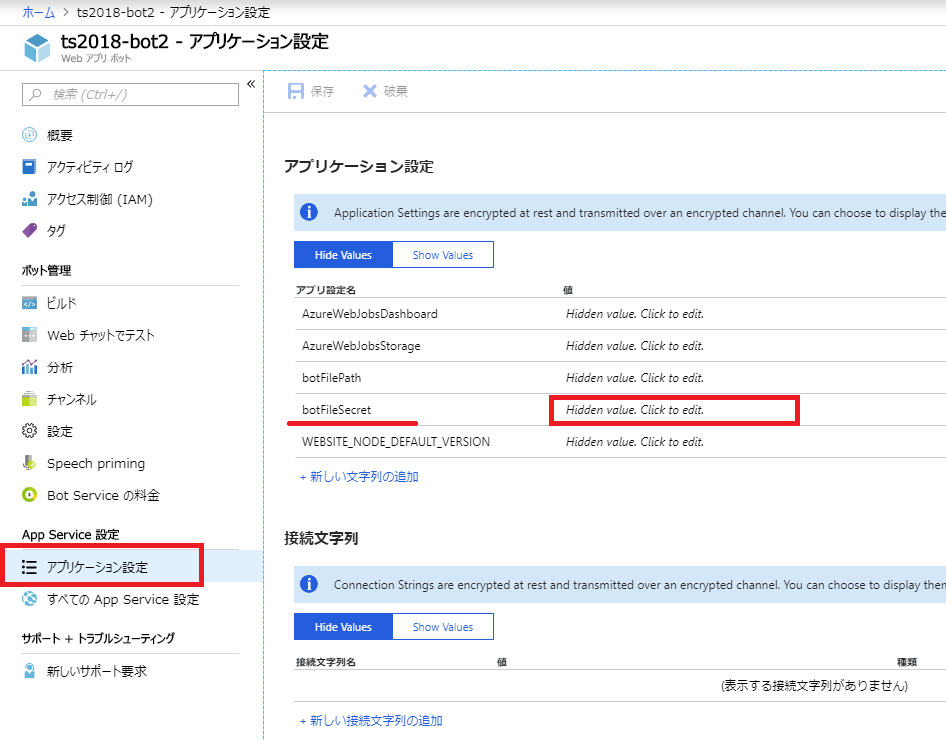 ホーム > ts2018-bot2 - アプリケーション設定
ts2018-bot2 - アプリケーション設定
Web アプリ ボット
検索 (Ctrl+/)
«
概要
アクティビティ ログ
アクセス制御 (IAM)
タグ
ボット管理
ビルド
Web チャットでテスト
分析
チャンネル
設定
Speech priming
Bot Service の料金
App Service 設定
アプリケーション設定
すべての App Service 設定
サポート + トラブルシューティング
新しいサポート要求
保存 破棄
アプリケーション設定
Application Settings are encrypted at rest and transmitted over an encrypted channel. You can choose to display the
Hide Values Show Values
アプリ設定名 値
AzureWebJobsDashboard Hidden value. Click to edit.
AzureWebJobsStorage Hidden value. Click to edit.
botFilePath Hidden value. Click to edit.
botFileSecret Hidden value. Click to edit.
WEBSITE_NODE_DEFAULT_VERSION Hidden value. Click to edit.
+ 新しい文字列の追加
接続文字列
Connection Strings are encrypted at rest and transmitted over an encrypted channel. You can choose to display then
Hide Values Show Values
接続文字列名 値 種類
(表示する接続文字列がありません)
+ 新しい接続文字列の追加